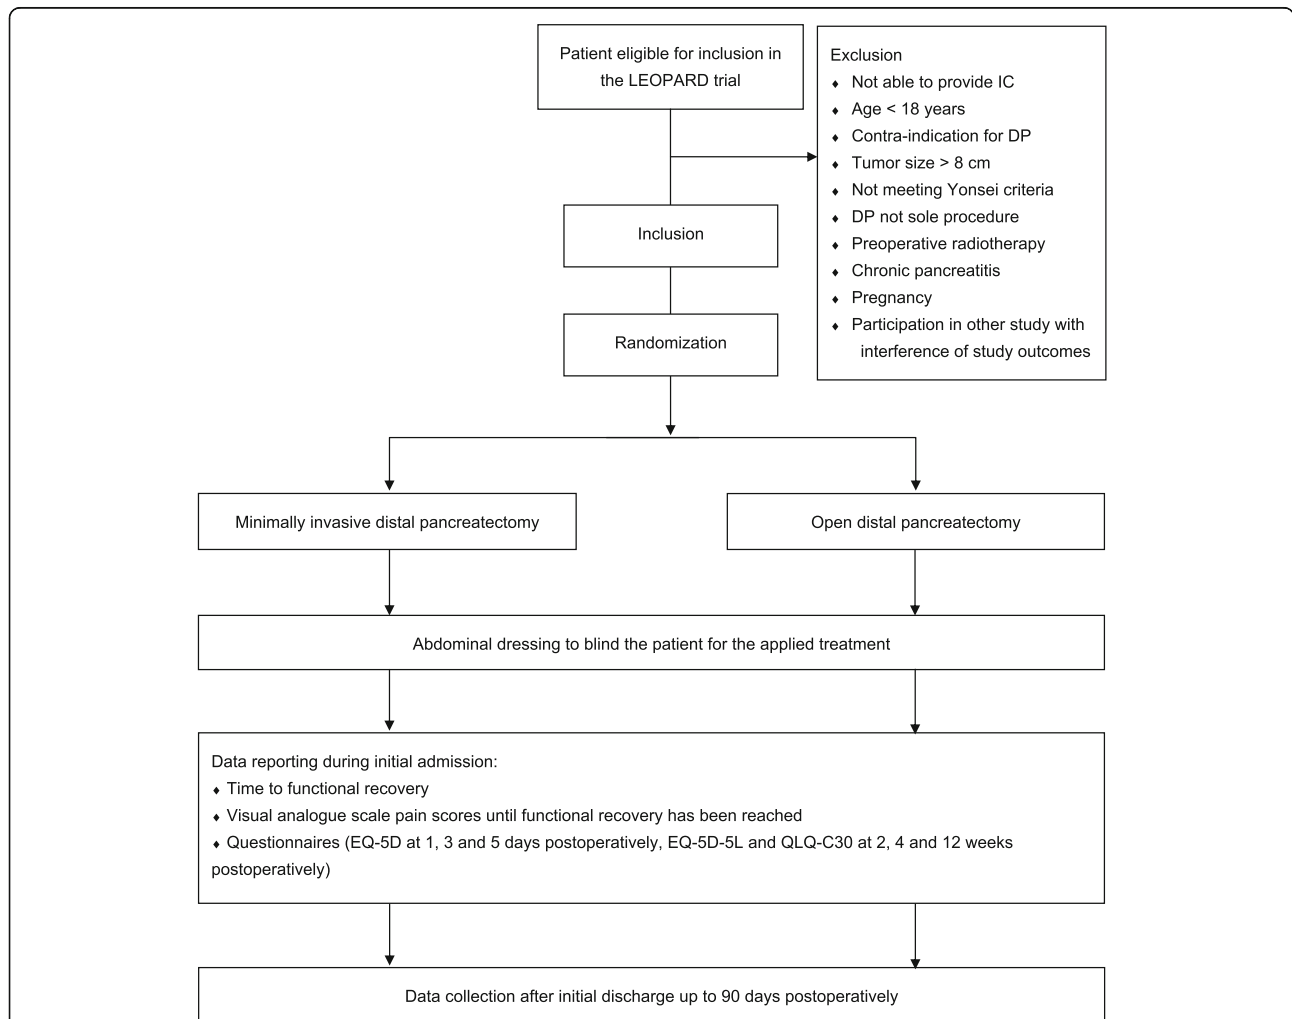 Patient eligible for inclusion in
the LEOPARD trial
Exclusion
♦ Not able to provide IC
♦ Age < 18 years
♦ Contra-indication for DP
♦ Tumor size > 8 cm
♦ Not meeting Yonsei criteria
♦ DP not sole procedure
♦ Preoperative radiotherapy
♦ Chronic pancreatitis
♦ Pregnancy
♦ Participation in other study with
interference of study outcomes
Inclusion
Randomization
Minimally invasive distal pancreatectomy
Open distal pancreatectomy
Abdominal dressing to blind the patient for the applied treatment
Data reporting during initial admission:
♦ Time to functional recovery
♦ Visual analogue scale pain scores until functional recovery has been reached
♦ Questionnaires (EQ-5D at 1, 3 and 5 days postoperatively, EQ-5D-5L and QLQ-C30 at 2, 4 and 12 weeks
postoperatively)
Data collection after initial discharge up to 90 days postoperatively